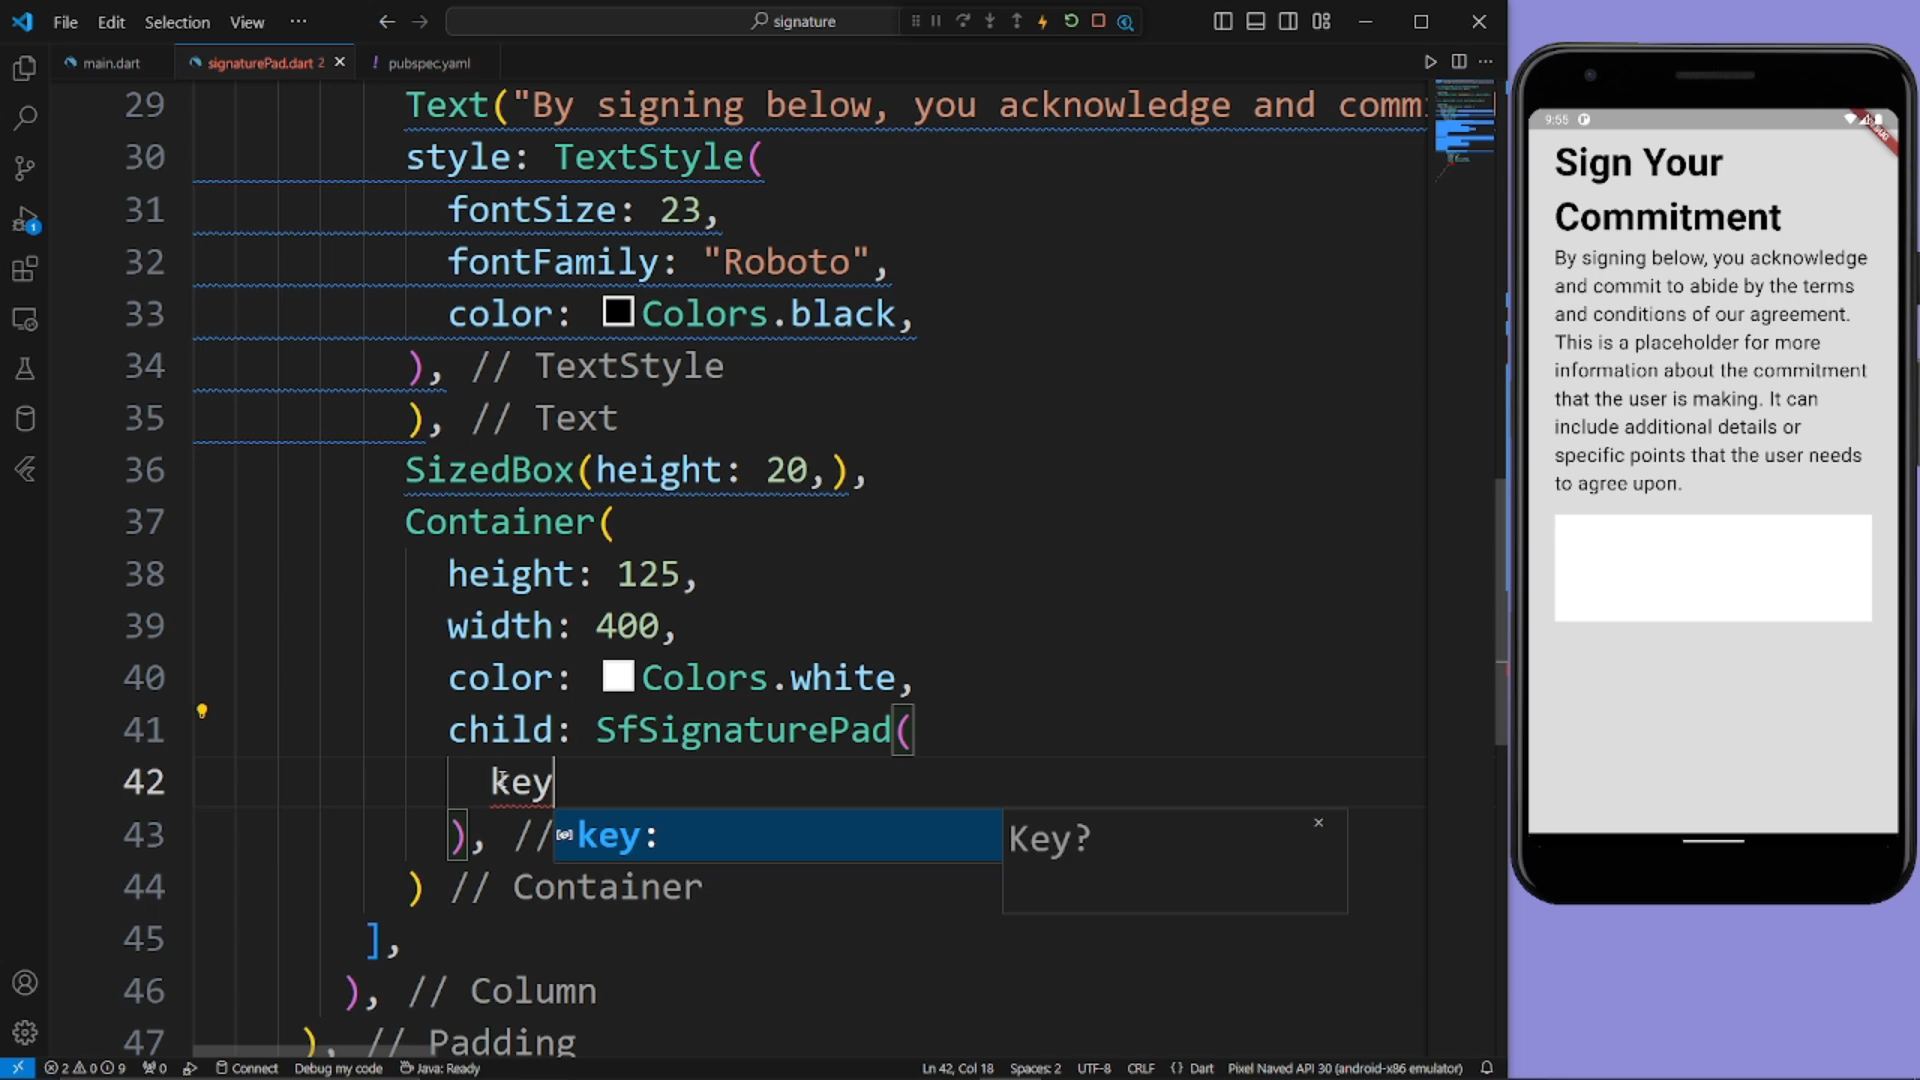 File Edit Selection View ···
signature
main.dart
signaturePad.dart 2
! pubspec.yaml
29 Text("By signing below, you acknowledge and comm
30 style: TextStyle(
31 fontSize: 23,
32 fontFamily: "Roboto",
33 color: Colors.black,
34 ), // TextStyle
35 ), // Text
36 SizedBox(height: 20,),
37 Container(
38 height: 125,
39 width: 400,
40 color: Colors.white,
41 child: SfSignaturePad(
42 key
43 ), //
key:
Key?
44 ) // Container
45 ],
46 ), // Column
47 ), // Padding
1
2 0 9
0
Connect
Debug my code
Java: Ready
Ln 42, Col 18
Spaces: 2
UTF-8
CRLF
{} Dart
Pixel Naved API 30 (android-x86 emulator)
9:55
Sign Your
Commitment
By signing below, you acknowledge
and commit to abide by the terms
and conditions of our agreement.
This is a placeholder for more
information about the commitment
that the user is making. It can
include additional details or
specific points that the user needs
to agree upon.